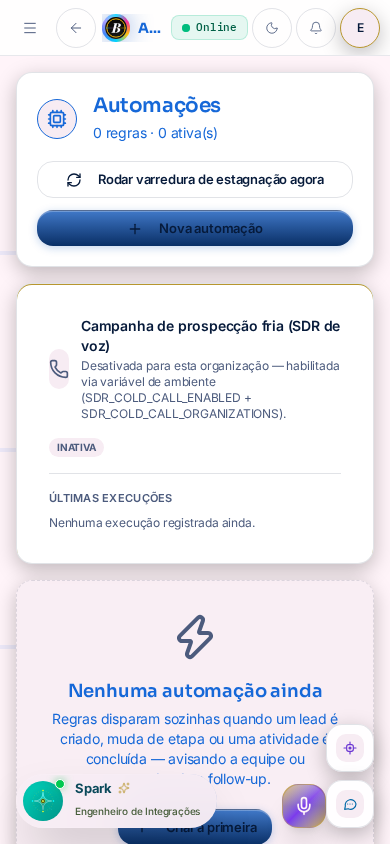 B
A...
Online
E
Automações
0 regras · 0 ativa(s)
Rodar varredura de estagnação agora
Nova automação
Campanha de prospecção fria (SDR de
voz)
Desativada para esta organização — habilitada
via variável de ambiente
(SDR_COLD_CALL_ENABLED +
SDR_COLD_CALL_ORGANIZATIONS).
INATIVA
ÚLTIMAS EXECUÇÕES
Nenhuma execução registrada ainda.
Nenhuma automação ainda
Regras disparam sozinhas quando um lead é
criado, muda de etapa ou uma atividade é
concluída — avisando a equipe ou
follow-up.
Spark
Engenheiro de Integrações
Criar a primeira